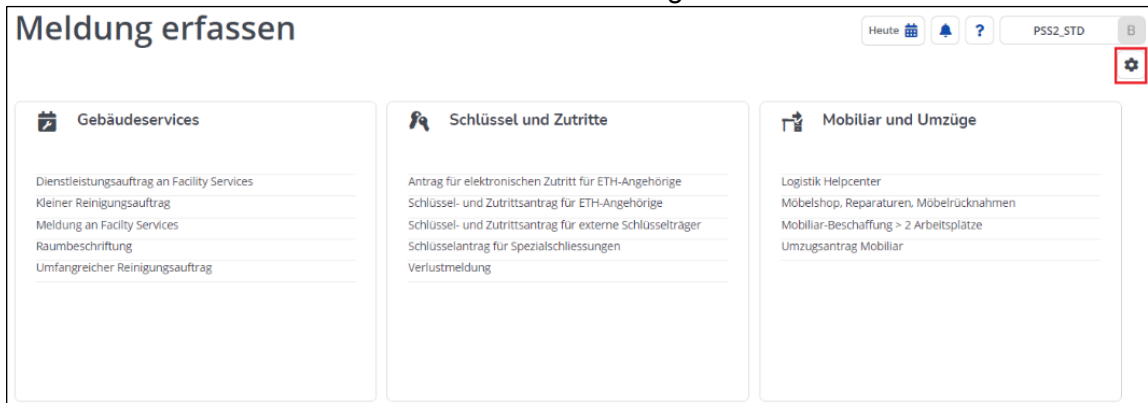 Meldung erfassen
Heute ? PSS2_STD B
Gebäudeservices
Dienstleistungsauftrag an Facility Services
Kleiner Reinigungsauftrag
Meldung an Facilty Services
Raumbeschriftung
Umfangreicher Reinigungsauftrag
Schlüssel und Zutritte
Antrag für elektronischen Zutritt für ETH-Angehörige
Schlüssel- und Zutrittsantrag für ETH-Angehörige
Schlüssel- und Zutrittsantrag für externe Schlüsselträger
Schlüsselantrag für Spezialschliessungen
Verlustmeldung
Mobiliar und Umzüge
Logistik Helpcenter
Möbelshop, Reparaturen, Möbelrücknahmen
Mobiliar-Beschaffung > 2 Arbeitsplätze
Umzugsantrag Mobiliar